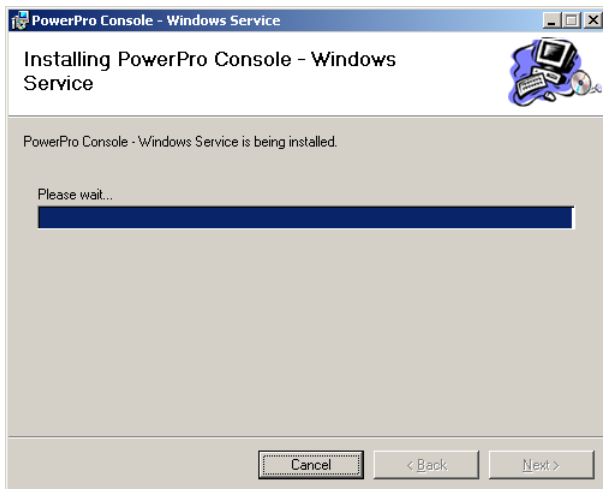 PowerPro Console - Windows Service
Installing PowerPro Console - Windows
Service
PowerPro Console - Windows Service is being installed.
Please wait...
Cancel
< Back
Next >